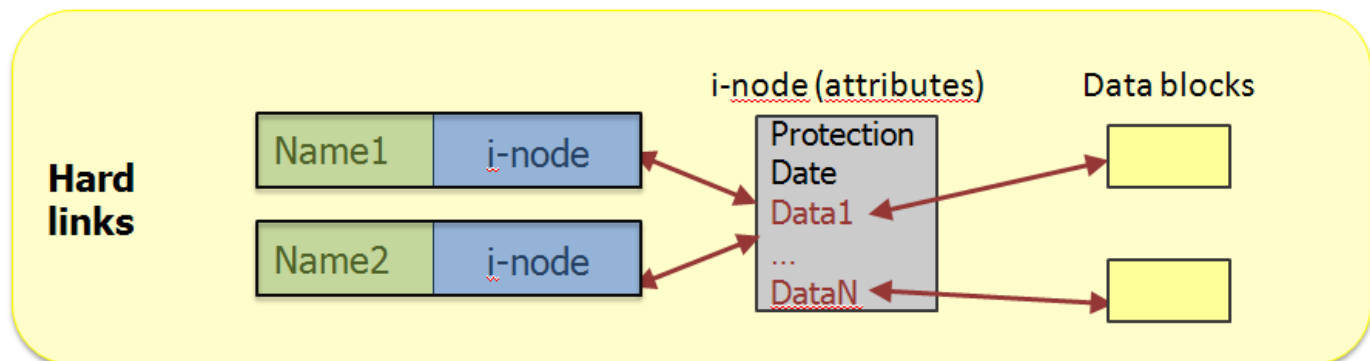 Hard
links
Name1
i-node
Name2
i-node
i-node (attributes)
Protection
Date
Data1
...
DataN
Data blocks